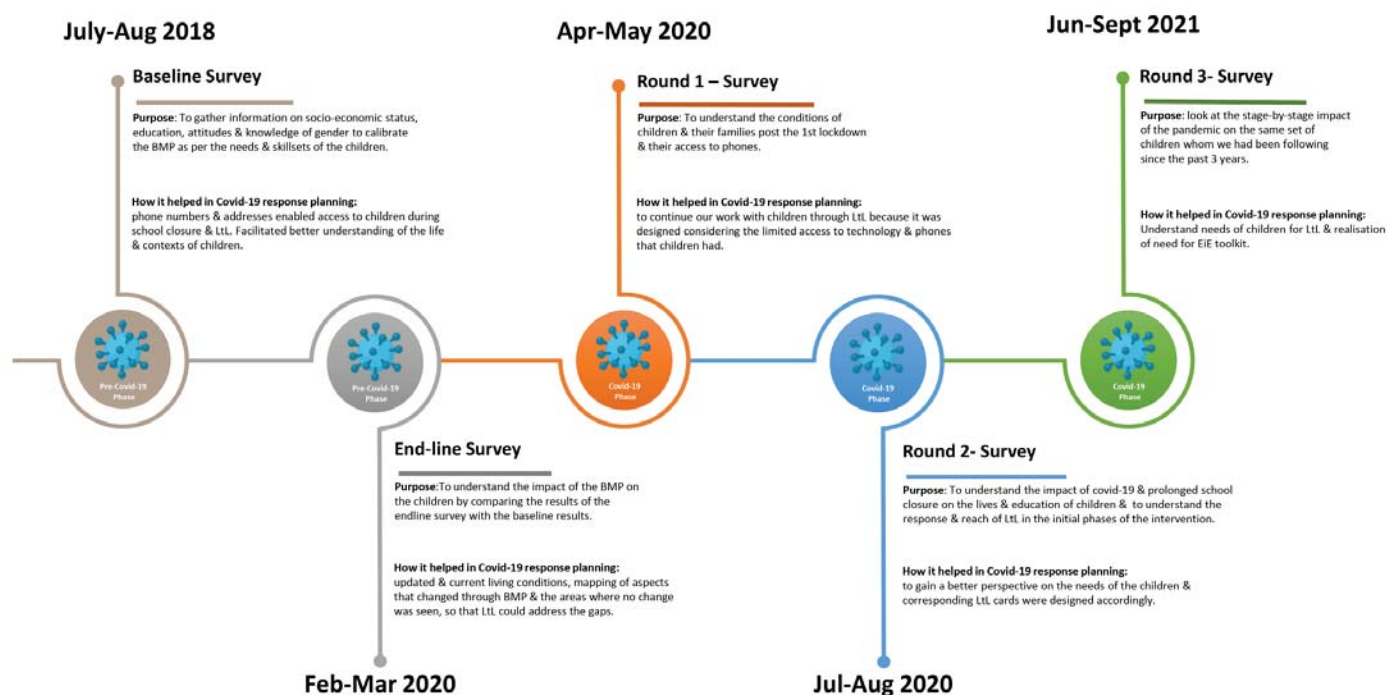 July-Aug 2018
Baseline Survey
Purpose: To gather information on socio-economic status,
education, attitudes & knowledge of gender to calibrate
the BMP as per the needs & skillsets of the children.
How it helped in Covid-19 response planning:
phone numbers & addresses enabled access to children during
school closure & LtL. Facilitated better understanding of the life
& contexts of children.
Pre-Covid-19
Phase
Pre-Covid-19
Phase
End-line Survey
Purpose:To understand the impact of the BMP on
the children by comparing the results of the
endline survey with the baseline results.
How it helped in Covid-19 response planning:
updated & current living conditions, mapping of aspects
that changed through BMP & the areas where no change
was seen, so that LtL could address the gaps.
Feb-Mar 2020
Apr-May 2020
Round 1 – Survey
Purpose: To understand the conditions of
children & their families post the 1st lockdown
& their access to phones.
How it helped in Covid-19 response planning:
to continue our work with children through LtL because it was
designed considering the limited access to technology & phones
that children had.
Covid-19
Phase
Covid-19
Phase
Round 2- Survey
Purpose: To understand the impact of covid-19 & prolonged school
closure on the lives & education of children & to understand the
response & reach of LtL in the initial phases of the intervention.
How it helped in Covid-19 response planning:
to gain a better perspective on the needs of the children &
corresponding LtL cards were designed accordingly.
Jul-Aug 2020
Jun-Sept 2021
Round 3- Survey
Purpose: look at the stage-by-stage impact
of the pandemic on the same set of
children whom we had been following
since the past 3 years.
How it helped in Covid-19 response planning:
Understand needs of children for LtL & realisation
of need for EiE toolkit.
Covid-19
Phase